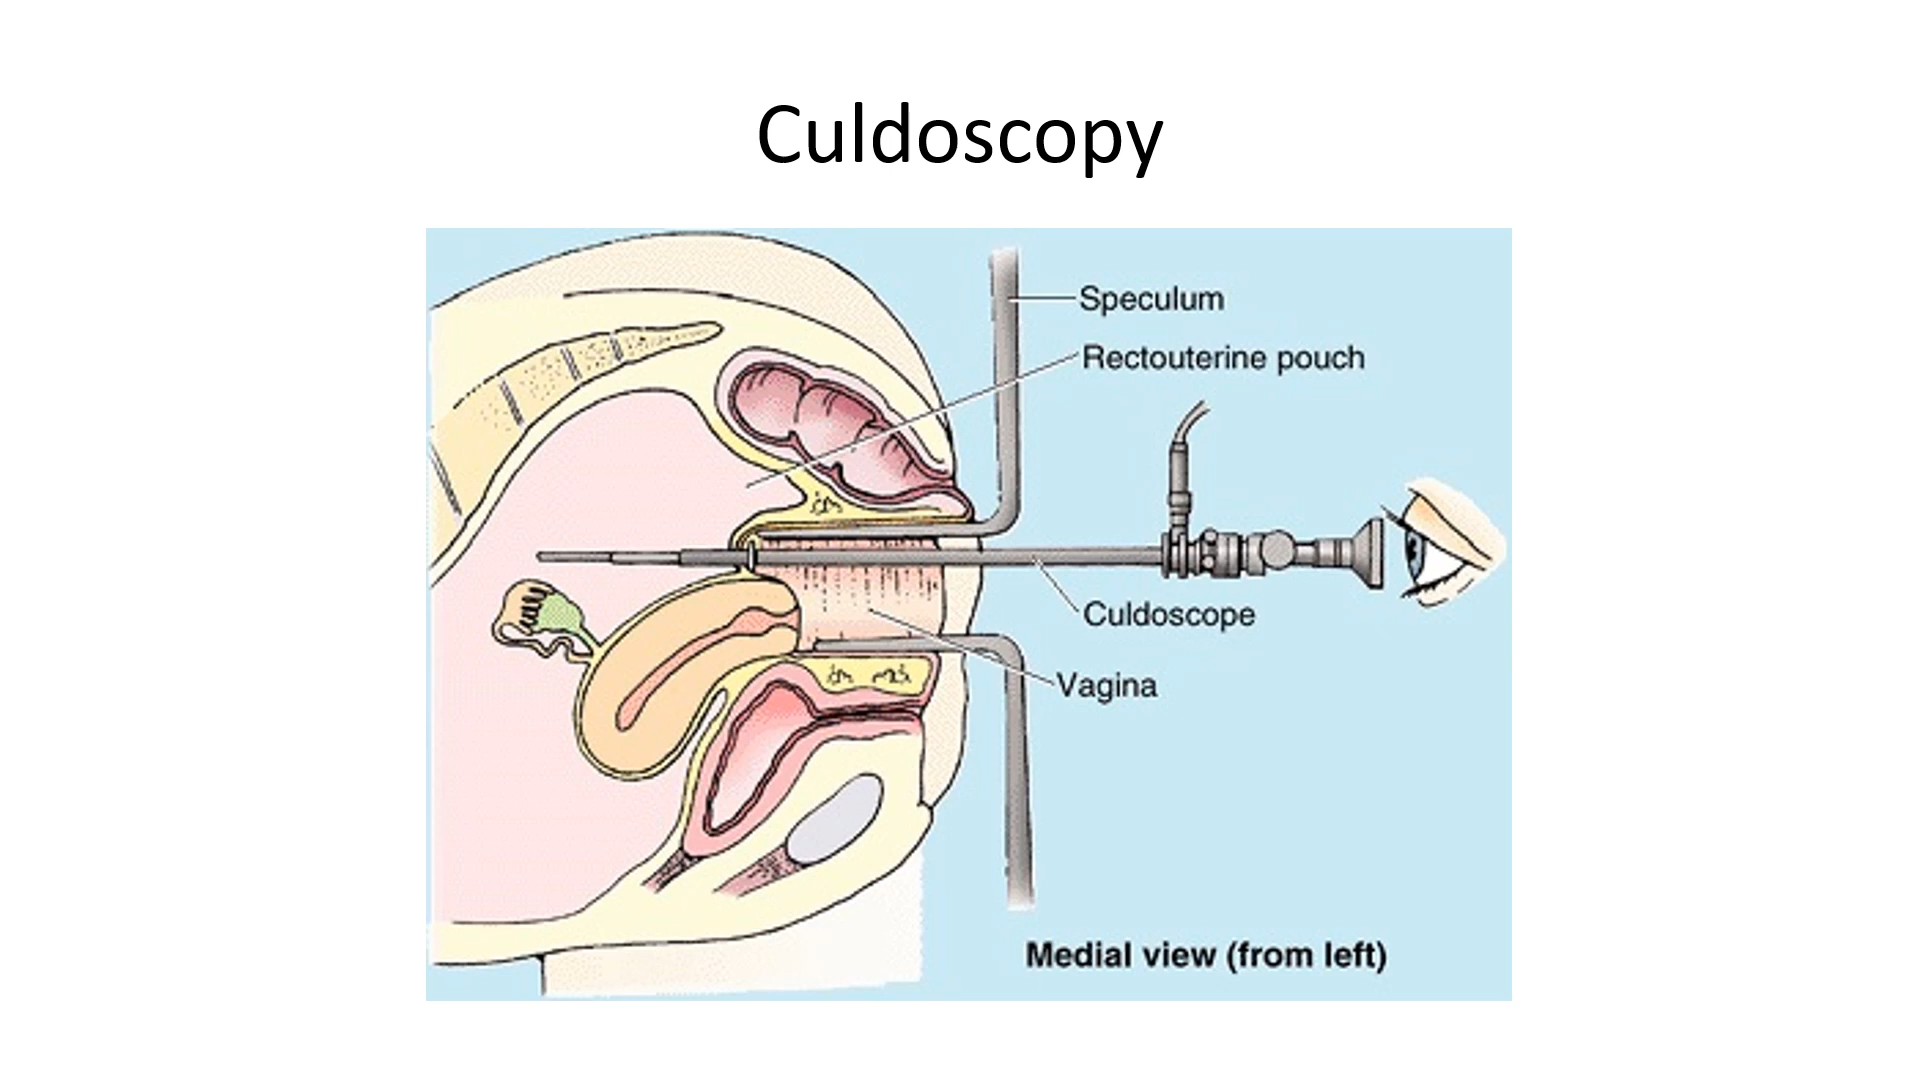 Culdoscopy
Speculum
Rectouterine pouch
Culdoscope
Vagina
Medial view (from left)